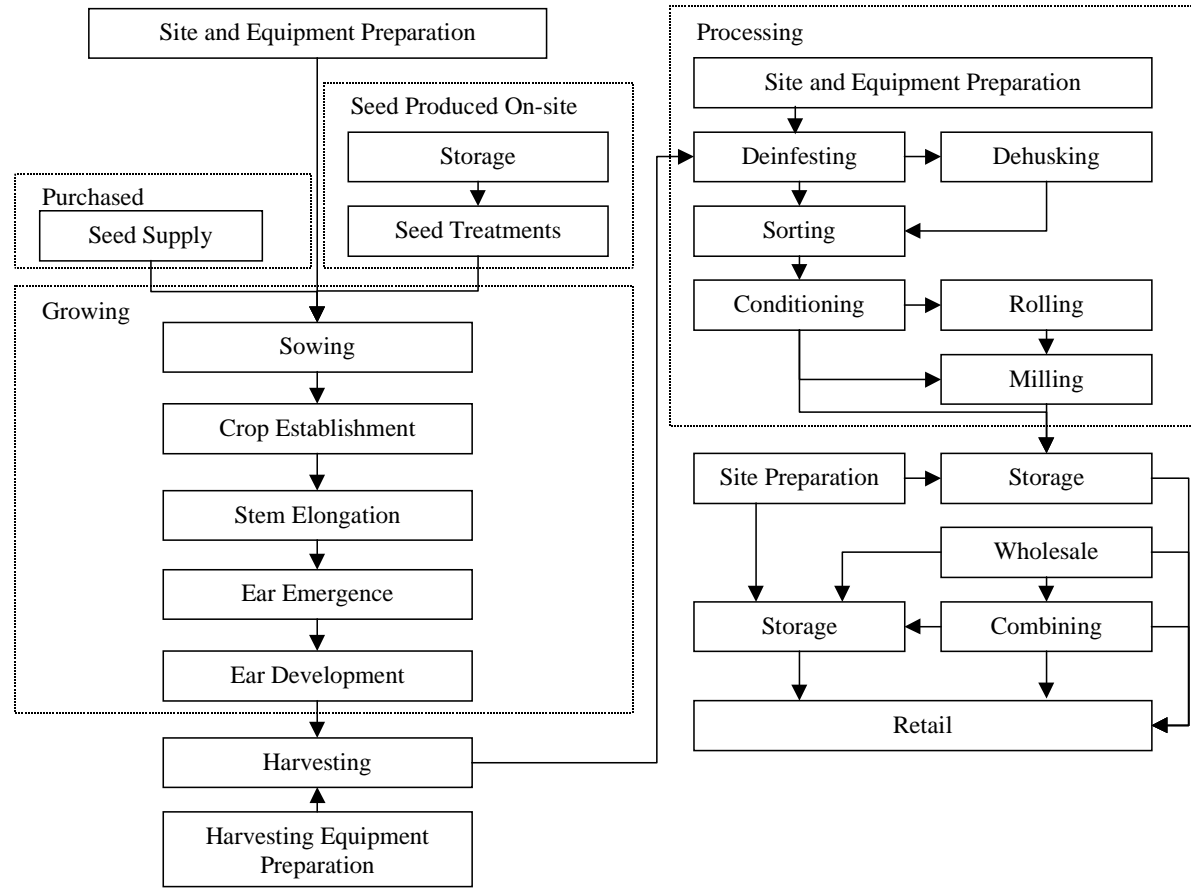 Site and Equipment Preparation
Seed Produced On-site
Storage
Seed Treatments
Purchased
Seed Supply
Growing
Sowing
Crop Establishment
Stem Elongation
Ear Emergence
Ear Development
Harvesting
Harvesting Equipment
Preparation
Processing
Site and Equipment Preparation
Deinfesting
Dehusking
Sorting
Conditioning
Rolling
Milling
Site Preparation
Storage
Wholesale
Storage
Combining
Retail